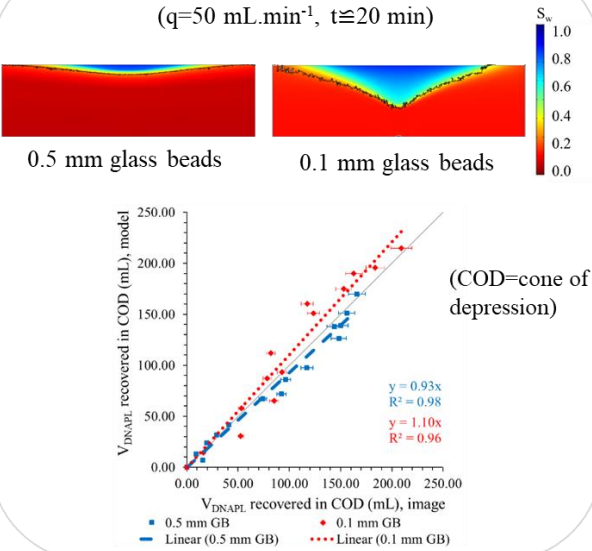 (q=50 mL.min⁻¹, t≦20 min)
S_w
1.0
0.8
0.6
0.4
0.2
0.0
0.5 mm glass beads
0.1 mm glass beads
V_DNAPL recovered in COD (mL), model
250.00
200.00
150.00
100.00
50.00
0.00
(COD=cone of
depression)
y = 0.93x
R² = 0.98
y = 1.10x
R² = 0.96
0.00 50.00 100.00 150.00 200.00 250.00
V_DNAPL recovered in COD (mL), image
0.5 mm GB
0.1 mm GB
Linear (0.5 mm GB)
Linear (0.1 mm GB)